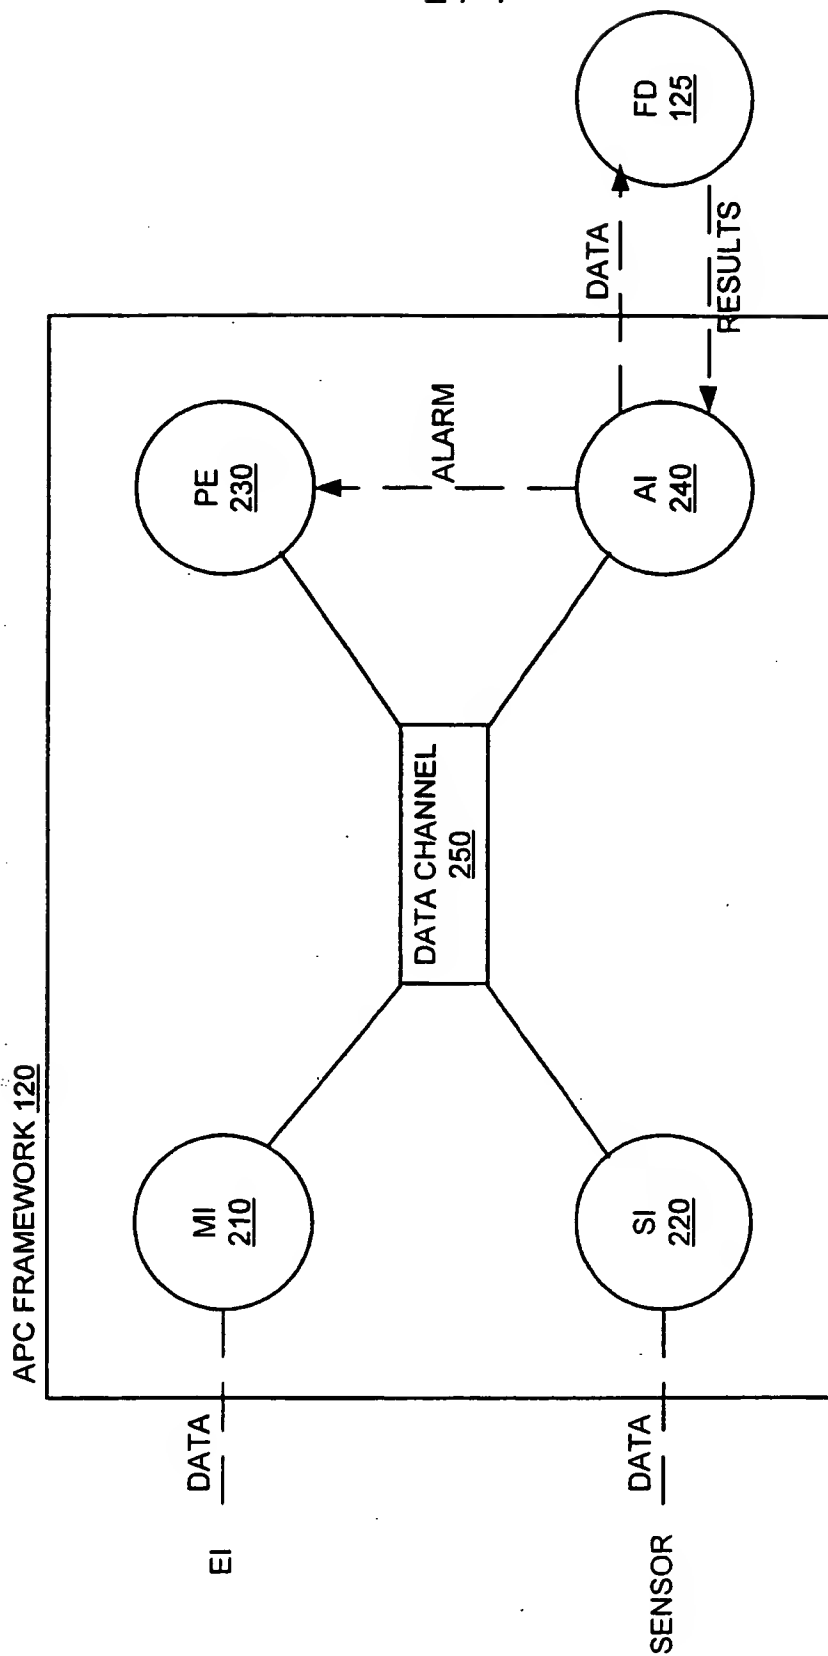 APC FRAMEWORK 120
EI
DATA
MI
210
PE
230
DATA CHANNEL
250
ALARM
SENSOR
DATA
SI
220
AI
240
DATA
RESULTS
FD
125